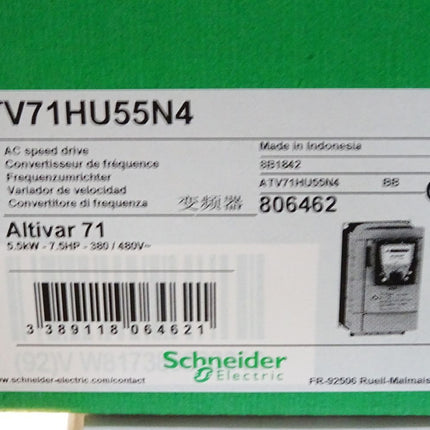 TV71HU55N4
AC speed drive
Convertisseur de fréquence
Frequenzumrichter
Variador de velocidad
Convertitore di frequenza 变频器
Made in Indonesia
8B1842
ATV71HU55N4 BB
806462
Altivar 71
5.5kW - 7.5HP - 380 / 480V~
3 389118 064621
Schneider
Electric
www.schneider-electric.com/contact
FR-92506 Rueil-Malmais